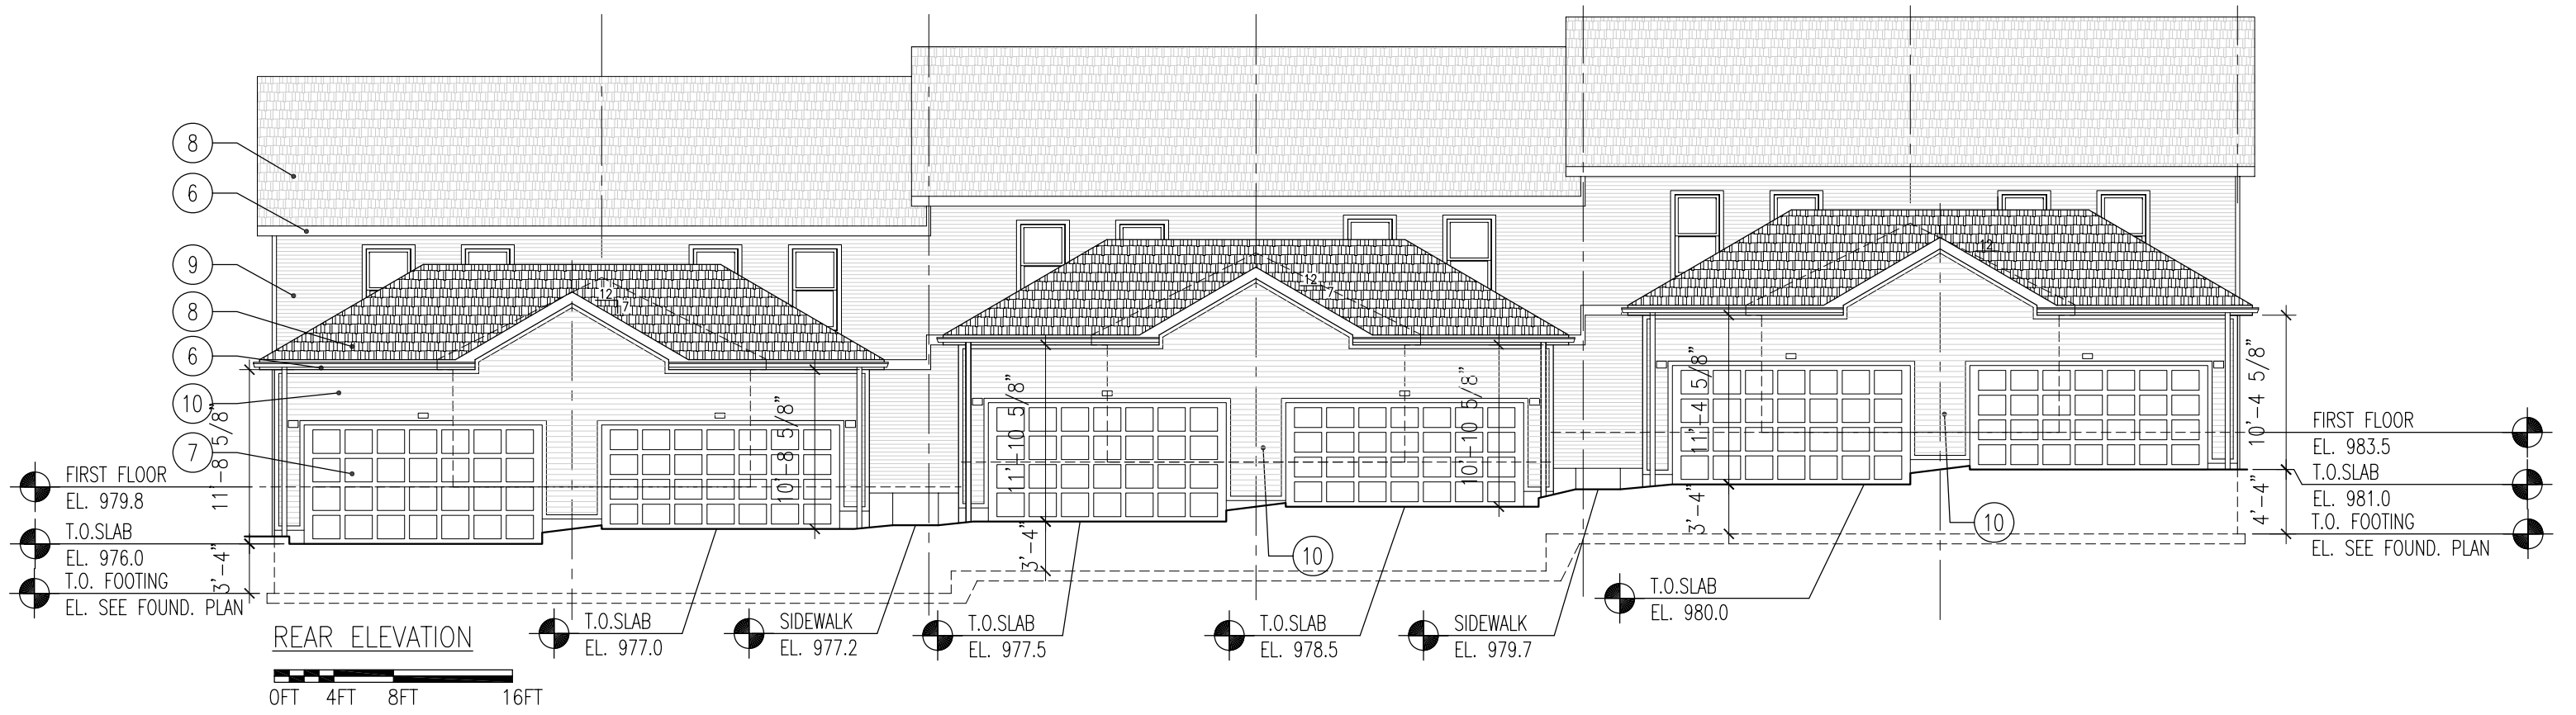 8
6
9
8
6
10
7
12
7
12
7
12
11'-8 5/8"
10'-8 5/8"
11'-10 5/8"
10'-10 5/8"
11'-4 5/8"
10'-4 5/8"
3'-4"
3'-4"
3'-4"
4'-4"
FIRST FLOOR
EL. 979.8
T.O.SLAB
EL. 976.0
T.O. FOOTING
EL. SEE FOUND. PLAN
FIRST FLOOR
EL. 983.5
T.O.SLAB
EL. 981.0
T.O. FOOTING
EL. SEE FOUND. PLAN
10
10
T.O.SLAB
EL. 977.0
SIDEWALK
EL. 977.2
T.O.SLAB
EL. 977.5
T.O.SLAB
EL. 978.5
SIDEWALK
EL. 979.7
T.O.SLAB
EL. 980.0
REAR ELEVATION
0FT 4FT 8FT 16FT